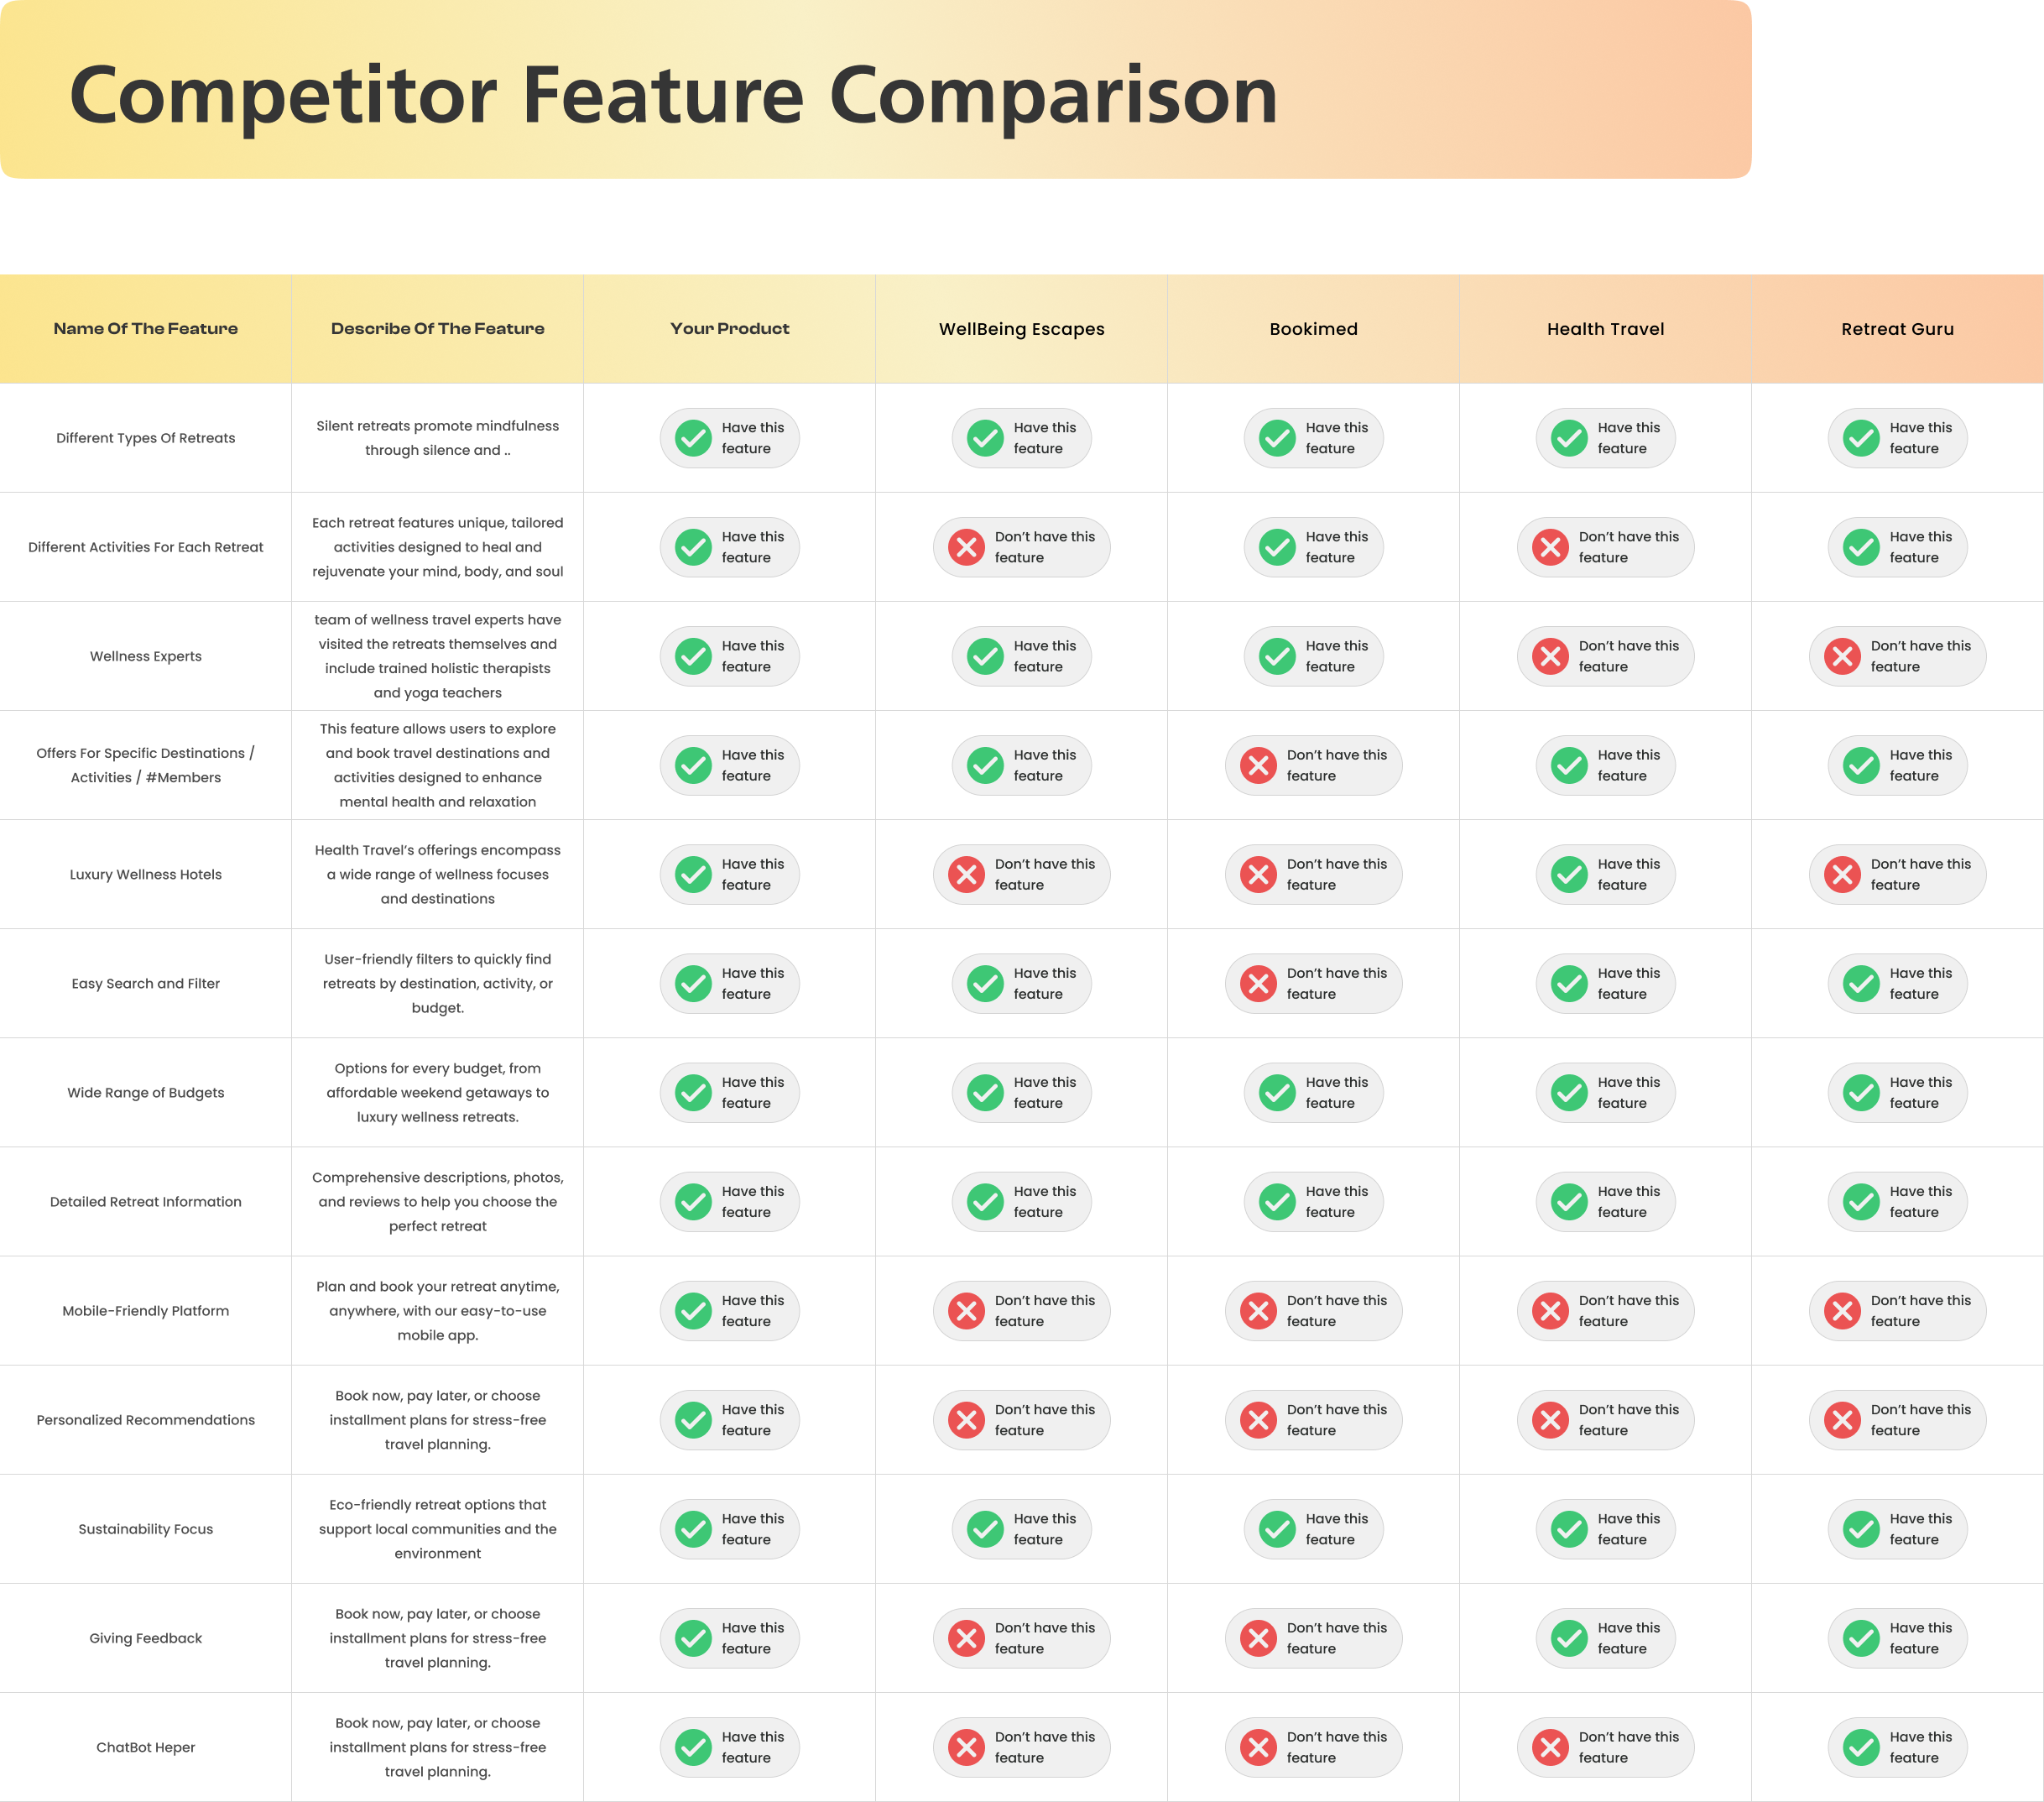 Competitor Feature Comparison
Name Of The Feature
Describe Of The Feature
Your Product
WellBeing Escapes
Bookimed
Health Travel
Retreat Guru
Different Types Of Retreats
Silent retreats promote mindfulness
through silence and ..
Have this
feature
Have this
feature
Have this
feature
Have this
feature
Have this
feature
Different Activities For Each Retreat
Each retreat features unique, tailored
activities designed to heal and
rejuvenate your mind, body, and soul
Have this
feature
Don't have this
feature
Have this
feature
Don't have this
feature
Have this
feature
Wellness Experts
team of wellness travel experts have
visited the retreats themselves and
include trained holistic therapists
and yoga teachers
Have this
feature
Have this
feature
Have this
feature
Don't have this
feature
Don't have this
feature
Offers For Specific Destinations /
Activities / #Members
This feature allows users to explore
and book travel destinations and
activities designed to enhance
mental health and relaxation
Have this
feature
Have this
feature
Don't have this
feature
Have this
feature
Have this
feature
Luxury Wellness Hotels
Health Travel's offerings encompass
a wide range of wellness focuses
and destinations
Have this
feature
Don't have this
feature
Don't have this
feature
Have this
feature
Don't have this
feature
Easy Search and Filter
User-friendly filters to quickly find
retreats by destination, activity, or
budget.
Have this
feature
Have this
feature
Don't have this
feature
Have this
feature
Have this
feature
Wide Range of Budgets
Options for every budget, from
affordable weekend getaways to
luxury wellness retreats.
Have this
feature
Have this
feature
Have this
feature
Have this
feature
Have this
feature
Detailed Retreat Information
Comprehensive descriptions, photos,
and reviews to help you choose the
perfect retreat
Have this
feature
Have this
feature
Have this
feature
Have this
feature
Have this
feature
Mobile-Friendly Platform
Plan and book your retreat anytime,
anywhere, with our easy-to-use
mobile app.
Have this
feature
Don't have this
feature
Don't have this
feature
Don't have this
feature
Don't have this
feature
Personalized Recommendations
Book now, pay later, or choose
installment plans for stress-free
travel planning.
Have this
feature
Don't have this
feature
Don't have this
feature
Don't have this
feature
Don't have this
feature
Sustainability Focus
Eco-friendly retreat options that
support local communities and the
environment
Have this
feature
Have this
feature
Have this
feature
Have this
feature
Have this
feature
Giving Feedback
Book now, pay later, or choose
installment plans for stress-free
travel planning.
Have this
feature
Don't have this
feature
Don't have this
feature
Have this
feature
Have this
feature
ChatBot Heper
Book now, pay later, or choose
installment plans for stress-free
travel planning.
Have this
feature
Don't have this
feature
Don't have this
feature
Don't have this
feature
Have this
feature